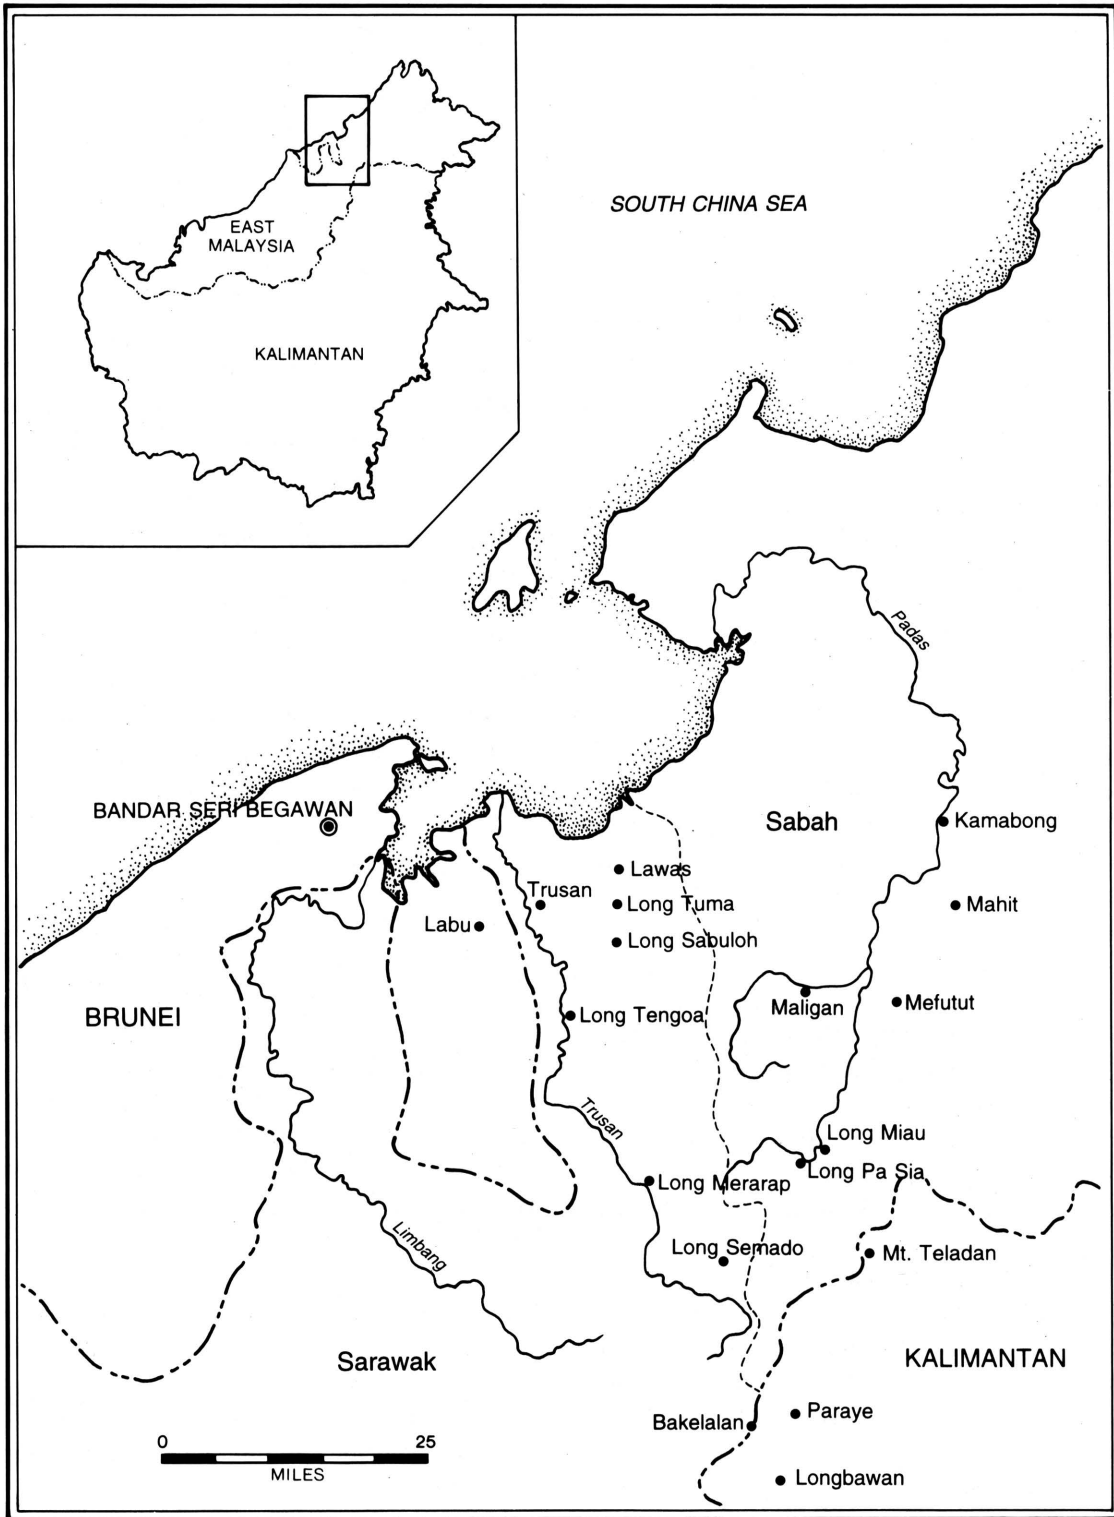 EAST
MALAYSIA
KALIMANTAN
SOUTH CHINA SEA
Padas
BANDAR SERI BEGAWAN
Sabah
Kamabong
Lawas
Trusan
Long Tuma
Mahit
Labu
Long Sabuloh
BRUNEI
Long Tengoa
Maligan
Mefutut
Trusan
Long Miau
Long Pa Sia
Long Merarap
Limbang
Long Semado
Mt. Teladan
Sarawak
KALIMANTAN
Bakelalan
Paraye
0 25
MILES
Longbawan